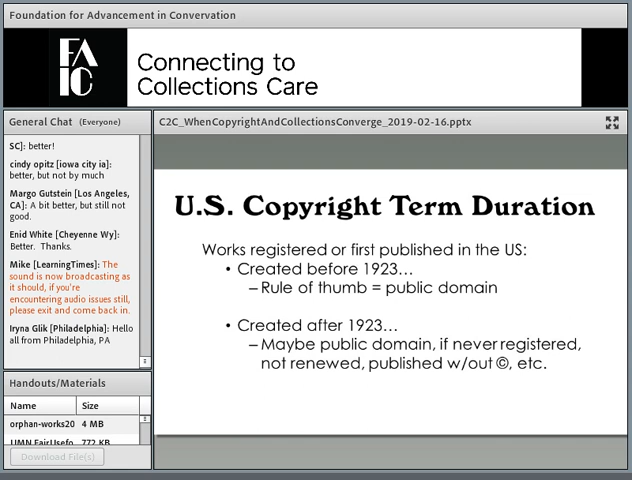 Foundation for Advancement in Convervation
FA
IC
Connecting to
Collections Care
General Chat (Everyone)
SC]: better!
cindy opitz [iowa city ia]:
better, but not by much
Margo Gutstein [Los Angeles,
CA]: A bit better, but still not
good.
Enid White [Cheyenne Wy]:
Better. Thanks.
Mike [LearningTimes]: The
sound is now broadcasting as
it should, if you're
encountering audio issues still,
please exit and come back in.
Iryna Glik [Philadelphia]: Hello
all from Philadelphia, PA
Handouts/Materials
Name Size
orphan-works20 4 MB
UMN FairUsefo 772 KB
Download File(s)
C2C_WhenCopyrightAndCollectionsConverge_2019-02-16.pptx
U.S. Copyright Term Duration
Works registered or first published in the US:
• Created before 1923...
– Rule of thumb = public domain
• Created after 1923...
– Maybe public domain, if never registered,
not renewed, published w/out ©, etc.